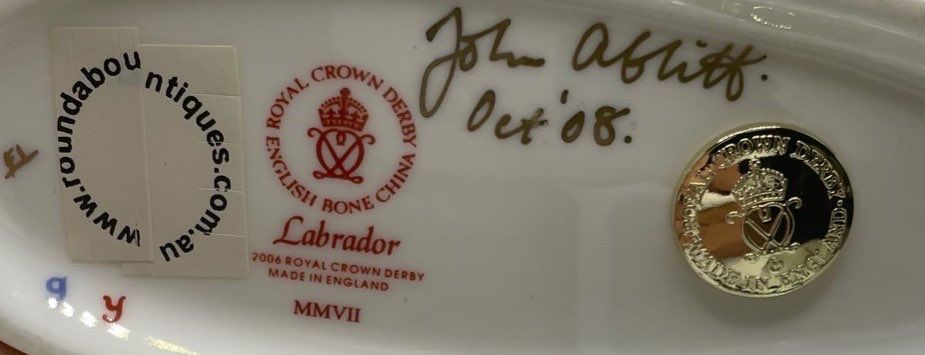 www.roundabountiques.com.au
John Ablitt.
Oct '08.
ROYAL CROWN DERBY
ENGLISH BONE CHINA
Labrador
2006 ROYAL CROWN DERBY
MADE IN ENGLAND
MMVII
ROYAL CROWN DERBY
MADE IN ENGLAND
g
y